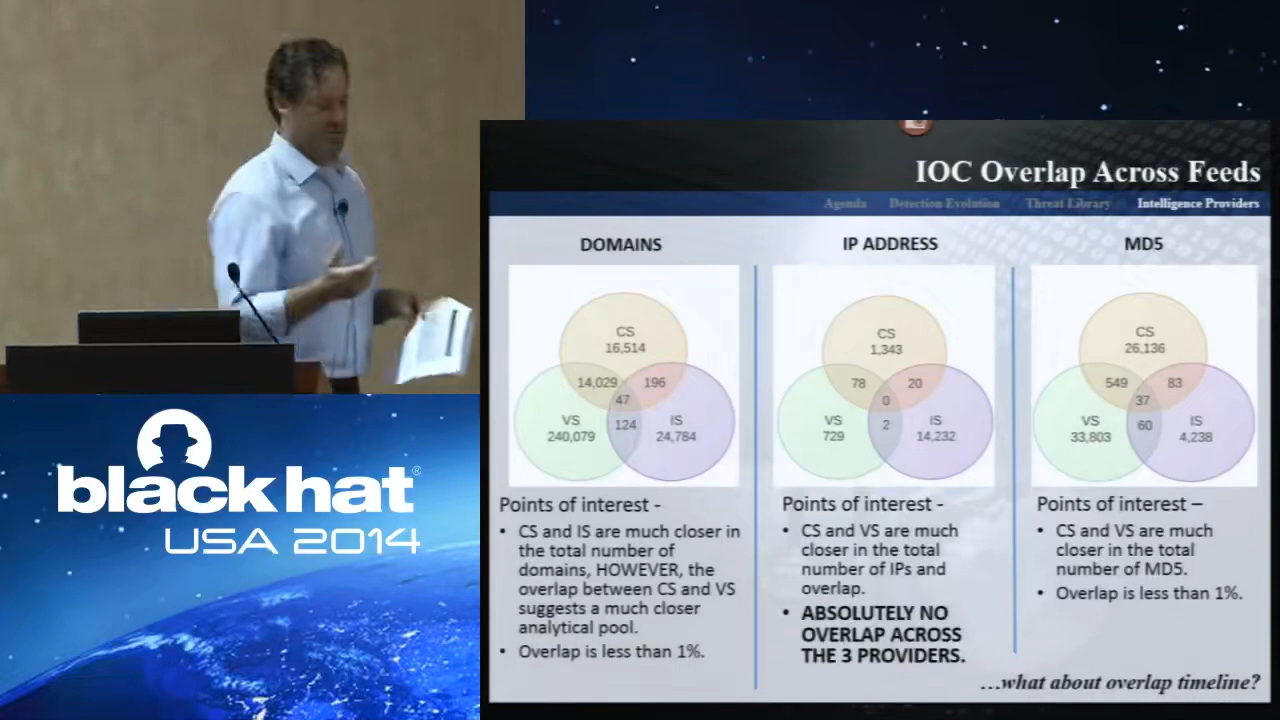 IOC Overlap Across Feeds
Agenda Detection Evolution Threat Library Intelligence Providers
DOMAINS
CS
16,514
14,029 196
47
VS IS
124
240,079 24,784
Points of interest -
• CS and IS are much closer in
the total number of
domains, HOWEVER, the
overlap between CS and VS
suggests a much closer
analytical pool.
• Overlap is less than 1%.
IP ADDRESS
CS
1,343
78 20
0
VS IS
2
729 14,232
Points of interest -
• CS and VS are much
closer in the total
number of IPs and
overlap.
• ABSOLUTELY NO
OVERLAP ACROSS
THE 3 PROVIDERS.
MD5
CS
26,136
549 83
37
VS IS
60
33,803 4,238
Points of interest –
• CS and VS are much
closer in the total
number of MD5.
• Overlap is less than 1%.
...what about overlap timeline?
black hat®
USA 2014